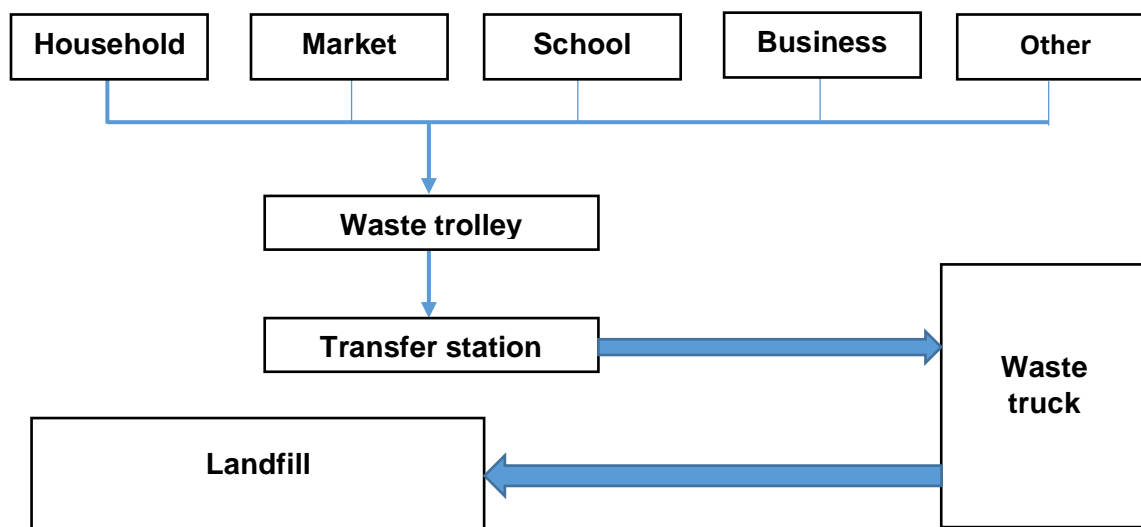 Household
Market
School
Business
Other
Waste trolley
Transfer station
Waste
truck
Landfill